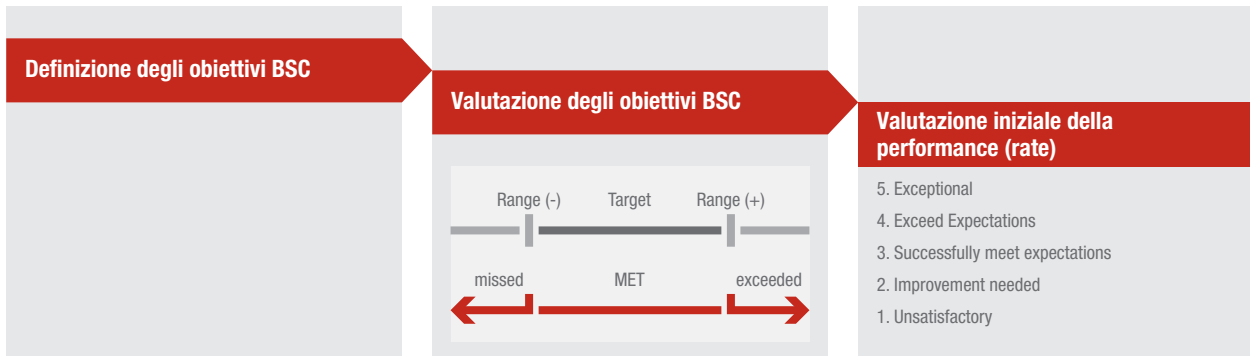 Definizione degli obiettivi BSC
Valutazione degli obiettivi BSC
Range (-) Target Range (+)
missed MET exceeded
Valutazione iniziale della
performance (rate)
5. Exceptional
4. Exceed Expectations
3. Successfully meet expectations
2. Improvement needed
1. Unsatisfactory